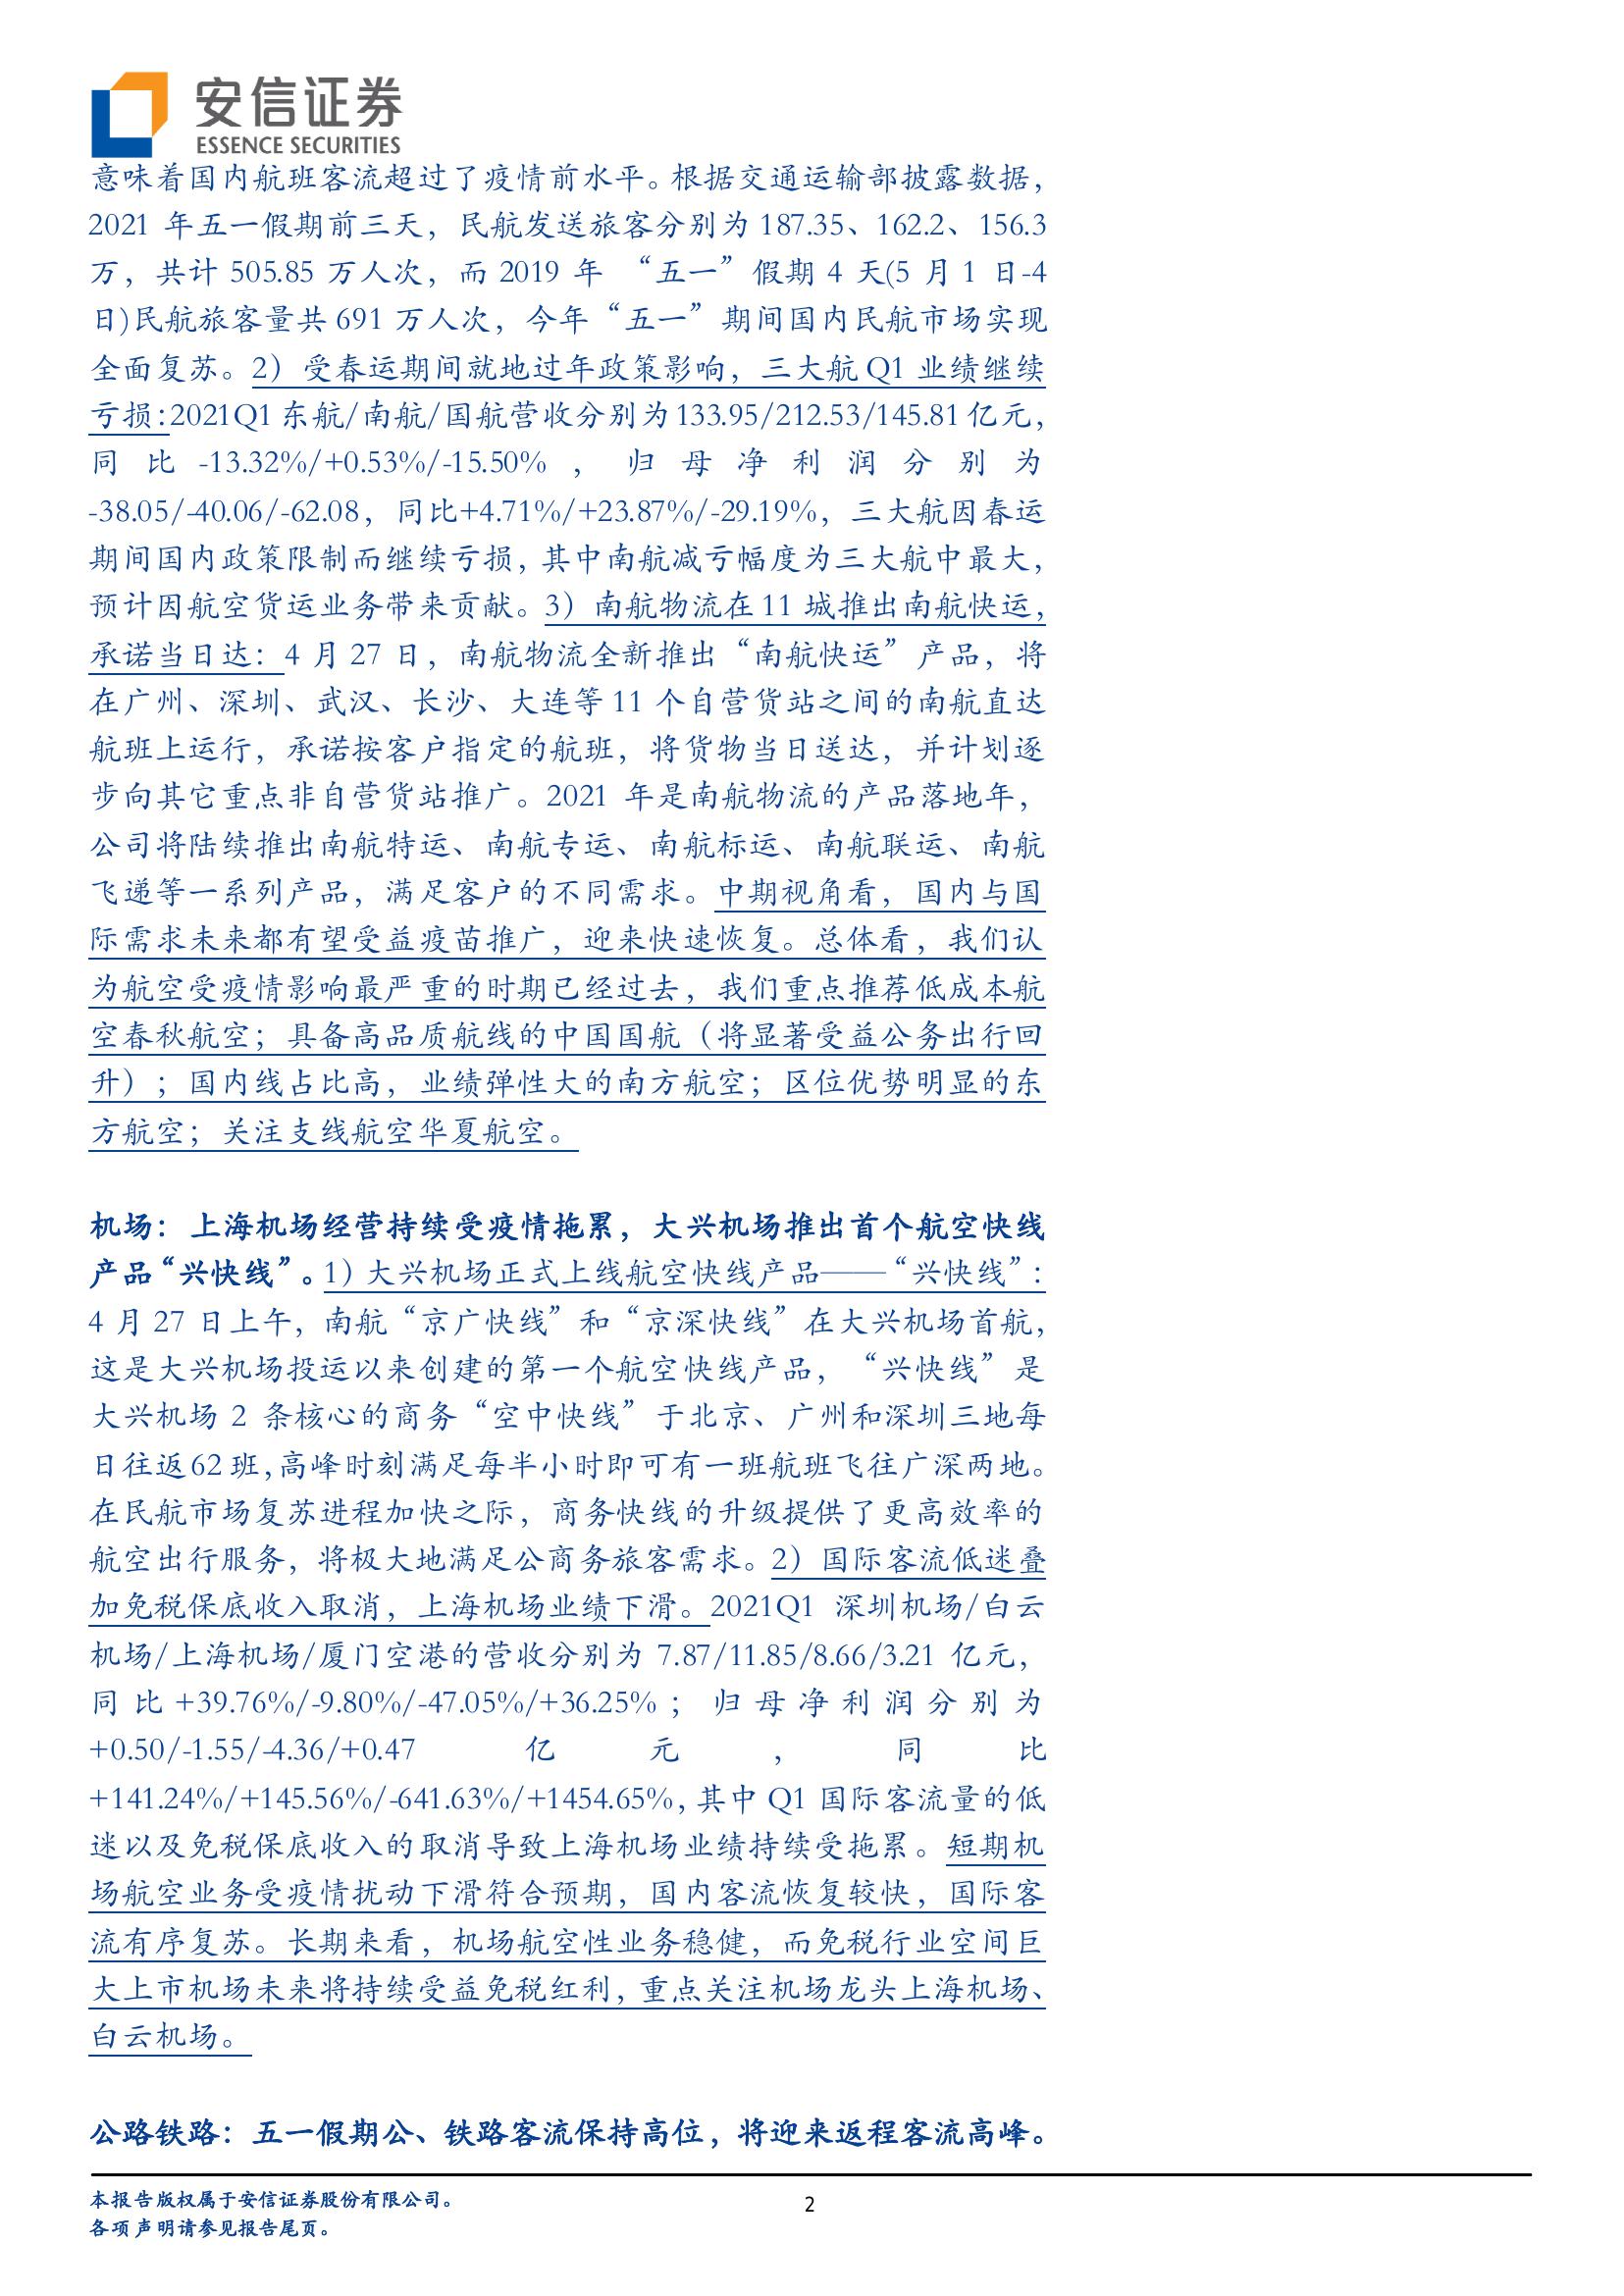 安信证券
ESSENCE SECURITIES
意味着国内航班客流超过了疫情前水平。根据交通运输部披露数据，
2021 年五一假期前三天，民航发送旅客分别为 187.35、162.2、156.3
万，共计 505.85 万人次，而 2019 年 “五一”假期 4 天(5 月 1 日-4
日)民航旅客量共 691 万人次，今年“五一”期间国内民航市场实现
全面复苏。2）受春运期间就地过年政策影响，三大航 Q1 业绩继续
亏损：2021Q1 东航/南航/国航营收分别为 133.95/212.53/145.81 亿元，
同比 -13.32%/+0.53%/-15.50% ， 归母净利润分别为
-38.05/-40.06/-62.08，同比+4.71%/+23.87%/-29.19%，三大航因春运
期间国内政策限制而继续亏损，其中南航减亏幅度为三大航中最大，
预计因航空货运业务带来贡献。3）南航物流在 11 城推出南航快运，
承诺当日达：4 月 27 日，南航物流全新推出“南航快运”产品，将
在广州、深圳、武汉、长沙、大连等 11 个自营货站之间的南航直达
航班上运行，承诺按客户指定的航班，将货物当日送达，并计划逐
步向其它重点非自营货站推广。2021 年是南航物流的产品落地年，
公司将陆续推出南航特运、南航专运、南航标运、南航联运、南航
飞递等一系列产品，满足客户的不同需求。中期视角看，国内与国
际需求未来都有望受益疫苗推广，迎来快速恢复。总体看，我们认
为航空受疫情影响最严重的时期已经过去，我们重点推荐低成本航
空春秋航空；具备高品质航线的中国国航（将显著受益公务出行回
升）；国内线占比高，业绩弹性大的南方航空；区位优势明显的东
方航空；关注支线航空华夏航空。
机场：上海机场经营持续受疫情拖累，大兴机场推出首个航空快线
产品“兴快线”。1）大兴机场正式上线航空快线产品——“兴快线”：
4 月 27 日上午，南航“京广快线”和“京深快线”在大兴机场首航，
这是大兴机场投运以来创建的第一个航空快线产品，“兴快线”是
大兴机场 2 条核心的商务“空中快线”于北京、广州和深圳三地每
日往返 62 班，高峰时刻满足每半小时即可有一班航班飞往广深两地。
在民航市场复苏进程加快之际，商务快线的升级提供了更高效率的
航空出行服务，将极大地满足公商务旅客需求。2）国际客流低迷叠
加免税保底收入取消，上海机场业绩下滑。2021Q1 深圳机场/白云
机场/上海机场/厦门空港的营收分别为 7.87/11.85/8.66/3.21 亿元，
同比 +39.76%/-9.80%/-47.05%/+36.25% ； 归母净利润分别为
+0.50/-1.55/-4.36/+0.47 亿元，同比
+141.24%/+145.56%/-641.63%/+1454.65%，其中 Q1 国际客流量的低
迷以及免税保底收入的取消导致上海机场业绩持续受拖累。短期机
场航空业务受疫情扰动下滑符合预期，国内客流恢复较快，国际客
流有序复苏。长期来看，机场航空性业务稳健，而免税行业空间巨
大上市机场未来将持续受益免税红利，重点关注机场龙头上海机场、
白云机场。
公路铁路：五一假期公、铁路客流保持高位，将迎来返程客流高峰。
本报告版权属于安信证券股份有限公司。
各项声明请参见报告尾页。
2